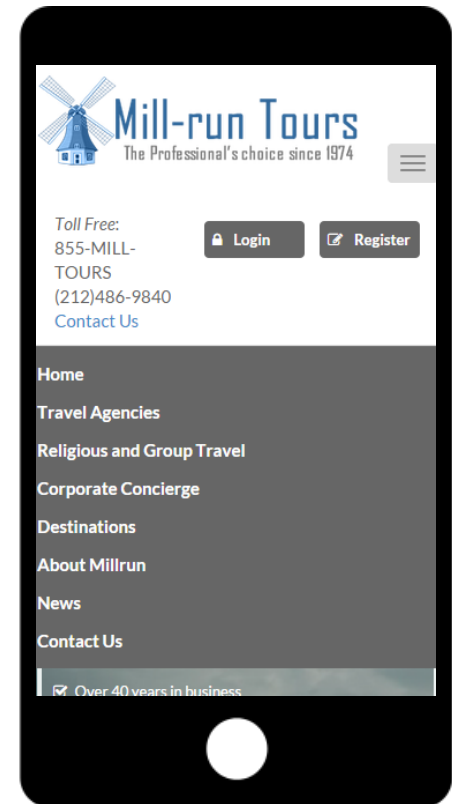 Mill-run Tours
The Professional's choice since 1974
Toll Free:
855-MILL-
TOURS
(212)486-9840
Contact Us
Login
Register
Home
Travel Agencies
Religious and Group Travel
Corporate Concierge
Destinations
About Millrun
News
Contact Us
Over 40 years in business